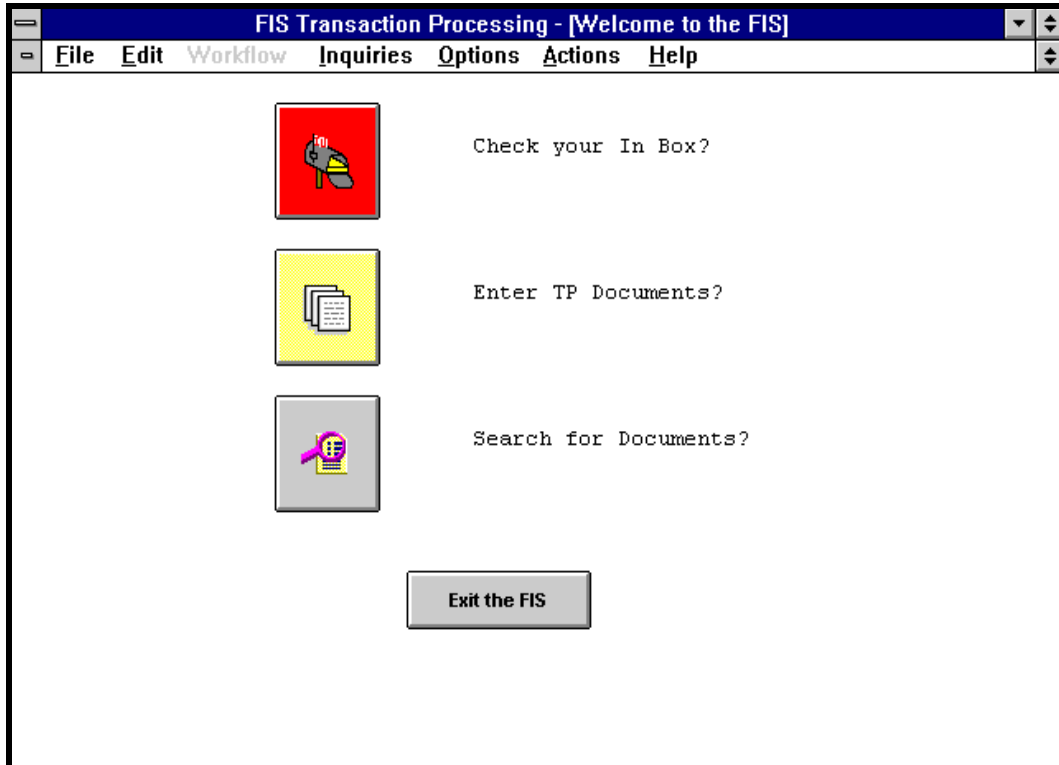 FIS Transaction Processing - [Welcome to the FIS]
File Edit Workflow Inquiries Options Actions Help
Check your In Box?
Enter TP Documents?
Search for Documents?
Exit the FIS